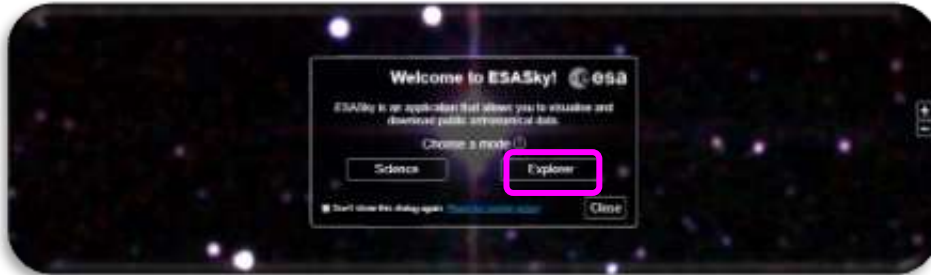 Welcome to ESASky! esa
ESASky is an application that allows you to visualise and
download public astronomical data.
Choose a mode
Science Explorer
Don't show this dialog again Close
+
-